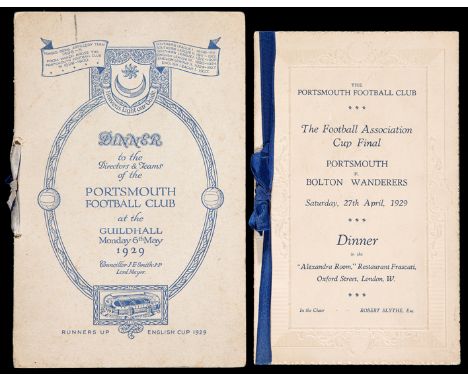 DINNER
to the
Directors & Teams
of the
PORTSMOUTH
FOOTBALL CLUB
at the
GUILDHALL
Monday 6th May
1929
Councillor J.E. Smith J.P.
Lord Mayor.
RUNNERS UP ENGLISH CUP 1929
THE
PORTSMOUTH FOOTBALL CLUB
The Football Association
Cup Final
PORTSMOUTH
v.
BOLTON WANDERERS
Saturday, 27th April, 1929
Dinner
in the
"Alexandra Room," Restaurant Frascati,
Oxford Street, London, W.
In the Chair - ROBERT BLYTHE, Esq.